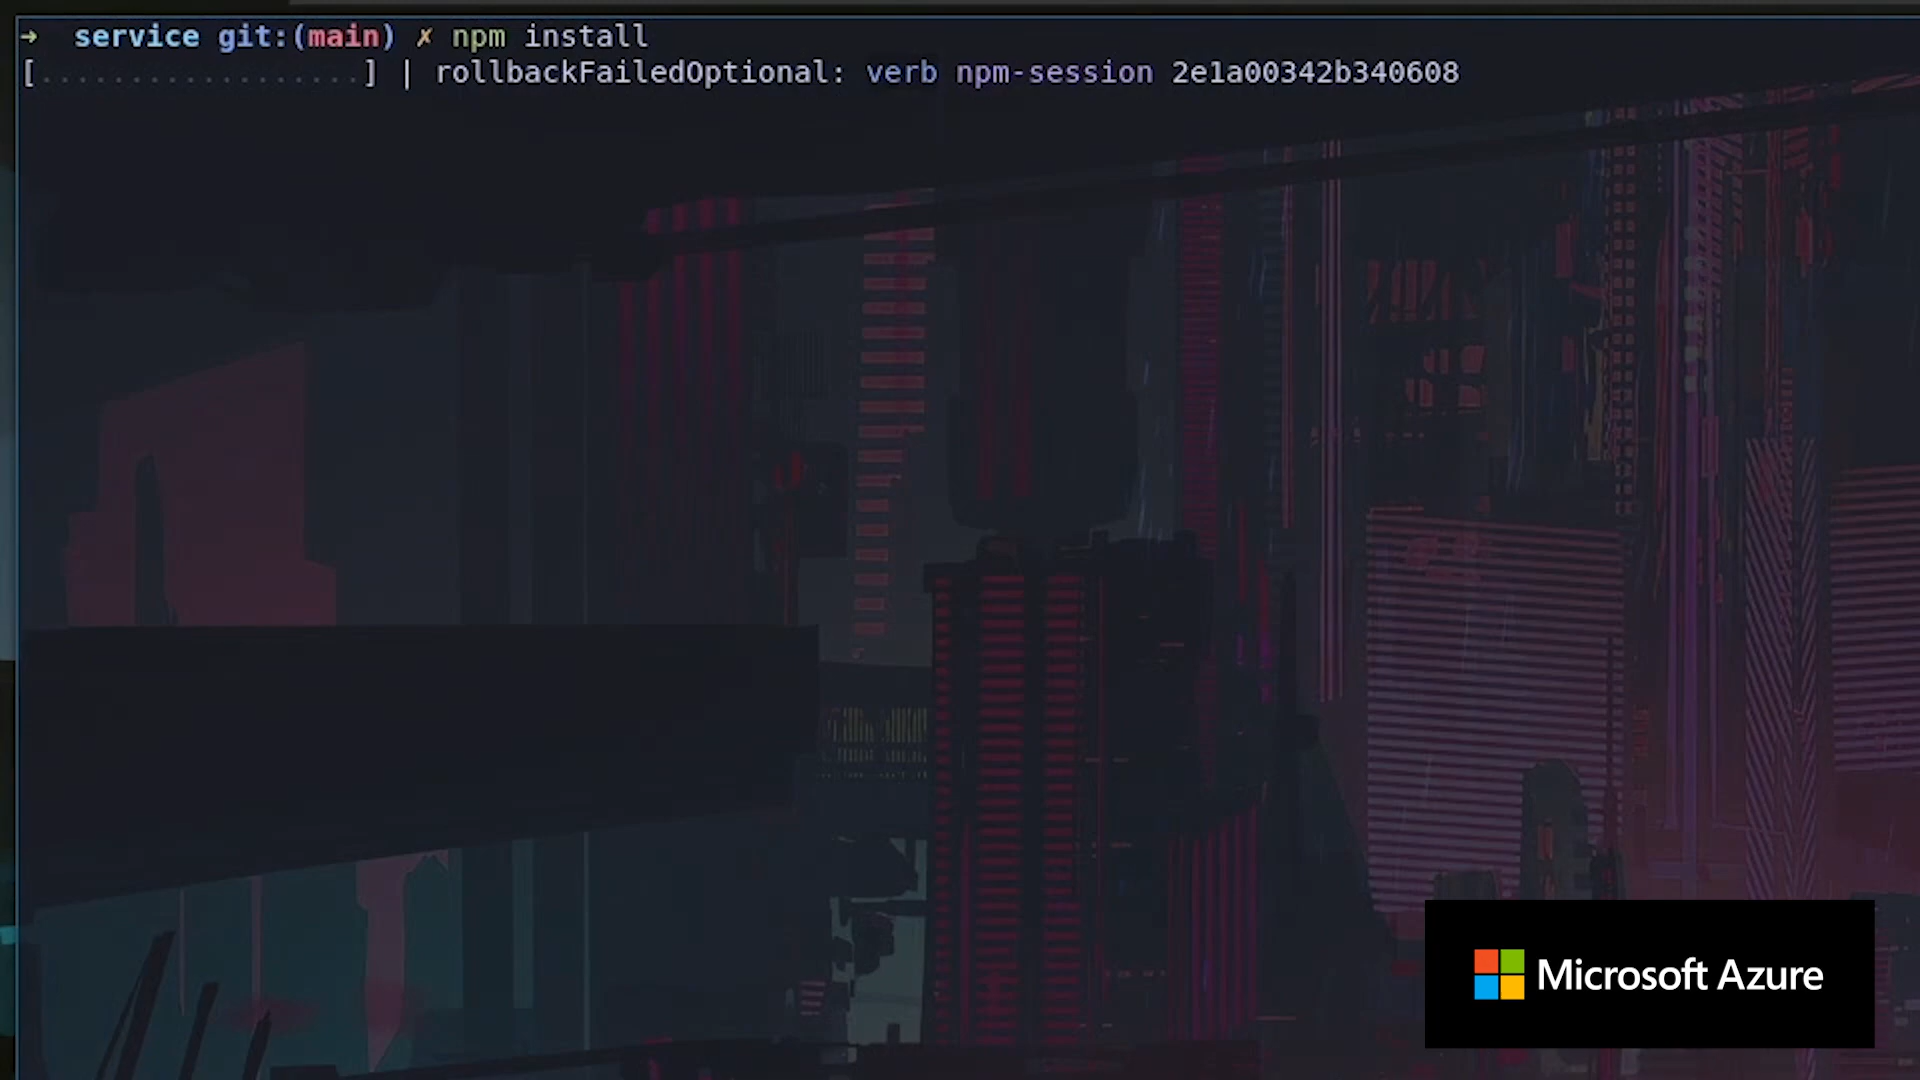 ➜ service git:(main) ✗ npm install
[..................] | rollbackFailedOptional: verb npm-session 2e1a00342b340608
Microsoft Azure